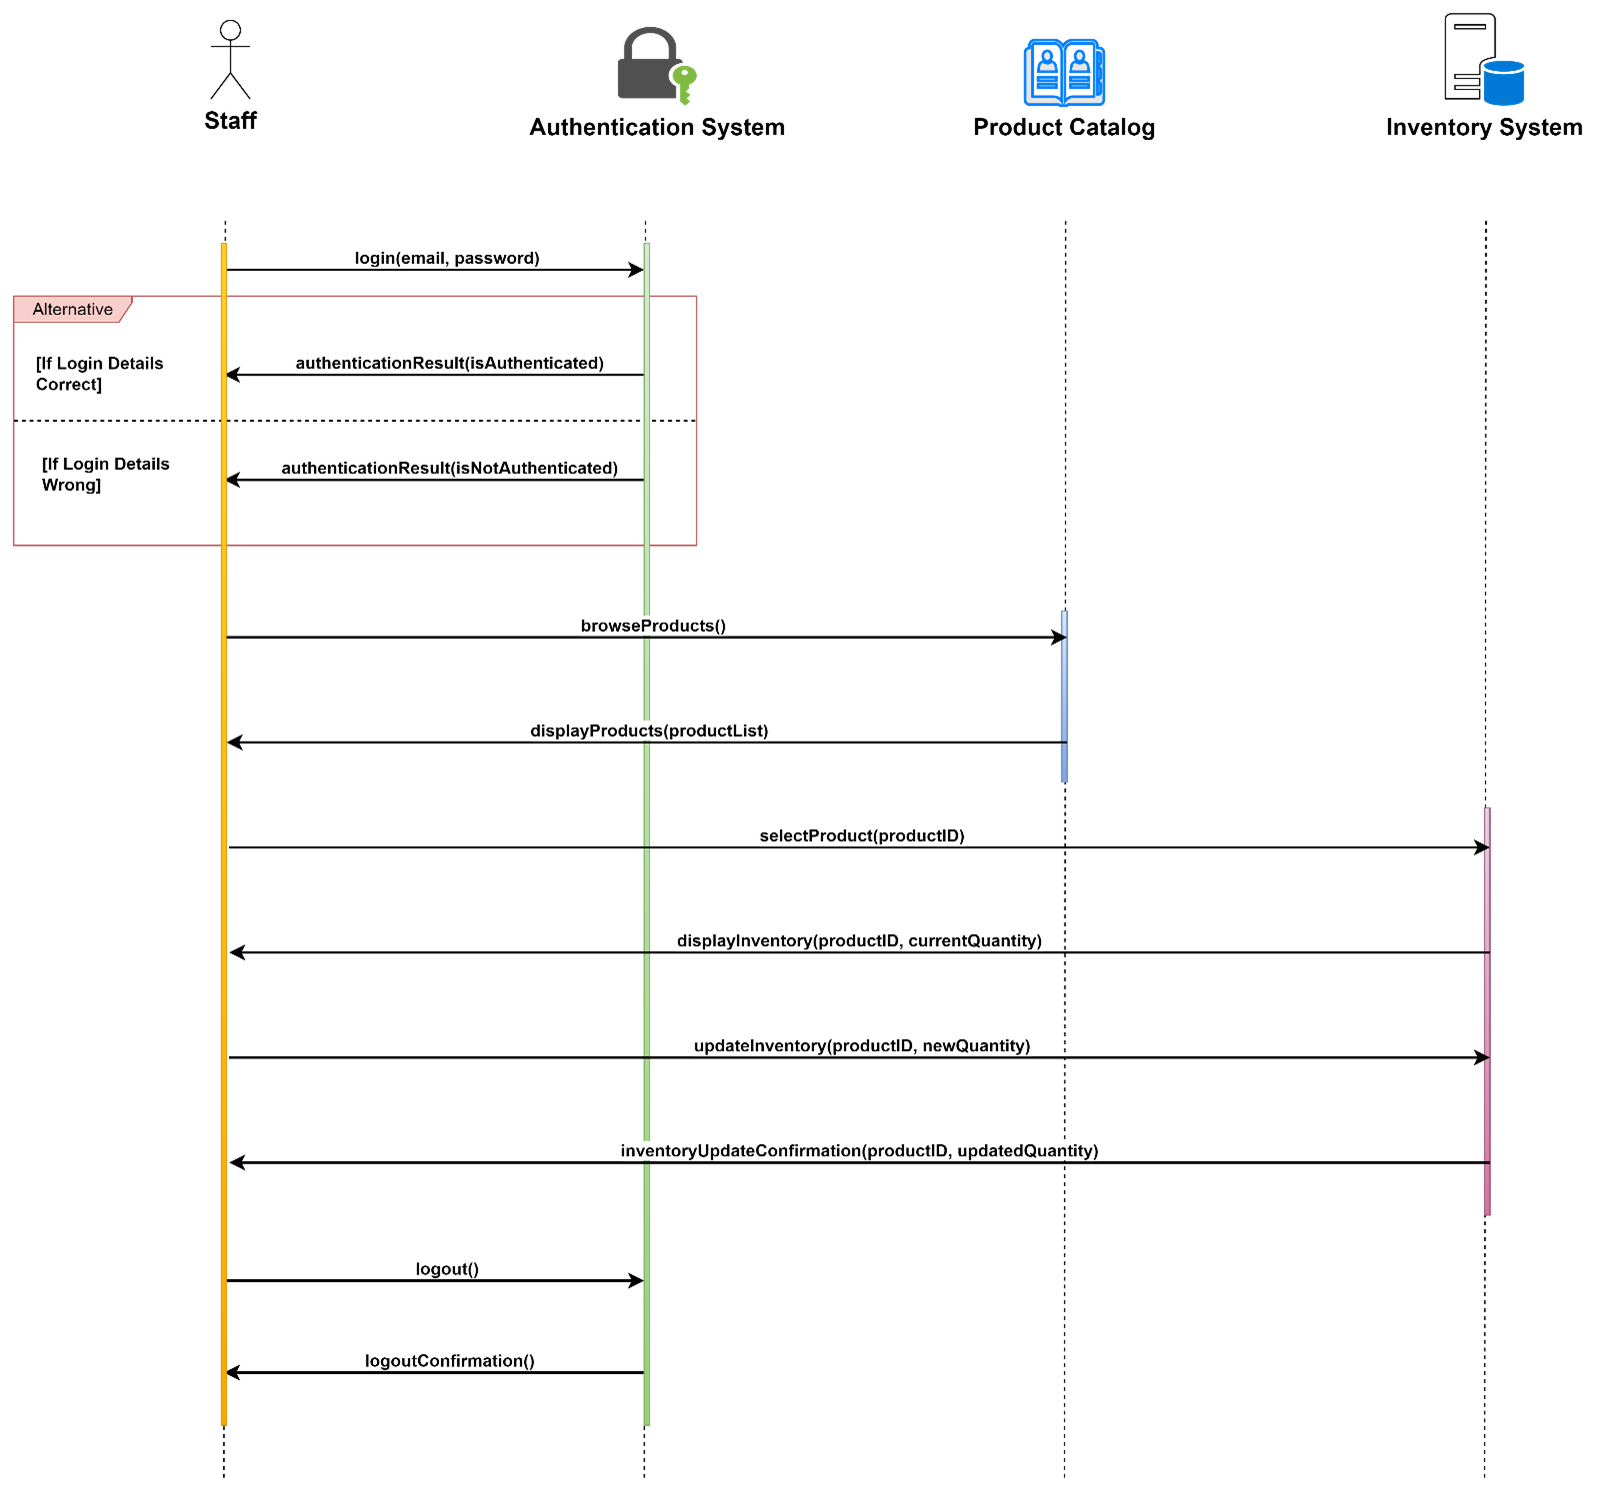 Staff
Authentication System
Product Catalog
Inventory System
login(email, password)
Alternative
[If Login Details
Correct]
authenticationResult(isAuthenticated)
[If Login Details
Wrong]
authenticationResult(isNotAuthenticated)
browseProducts()
displayProducts(productList)
selectProduct(productID)
displayInventory(productID, currentQuantity)
updateInventory(productID, newQuantity)
inventoryUpdateConfirmation(productID, updatedQuantity)
logout()
logoutConfirmation()